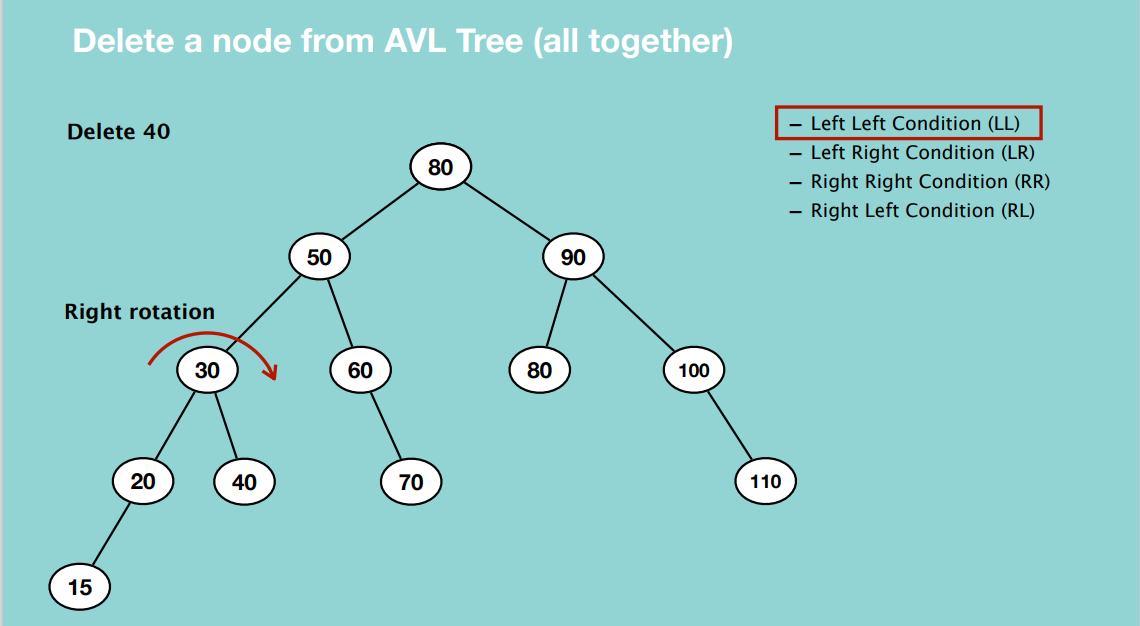 Delete a node from AVL Tree (all together)
Delete 40
– Left Left Condition (LL)
– Left Right Condition (LR)
– Right Right Condition (RR)
– Right Left Condition (RL)
80
50
90
Right rotation
30
60
80
100
20
40
70
110
15